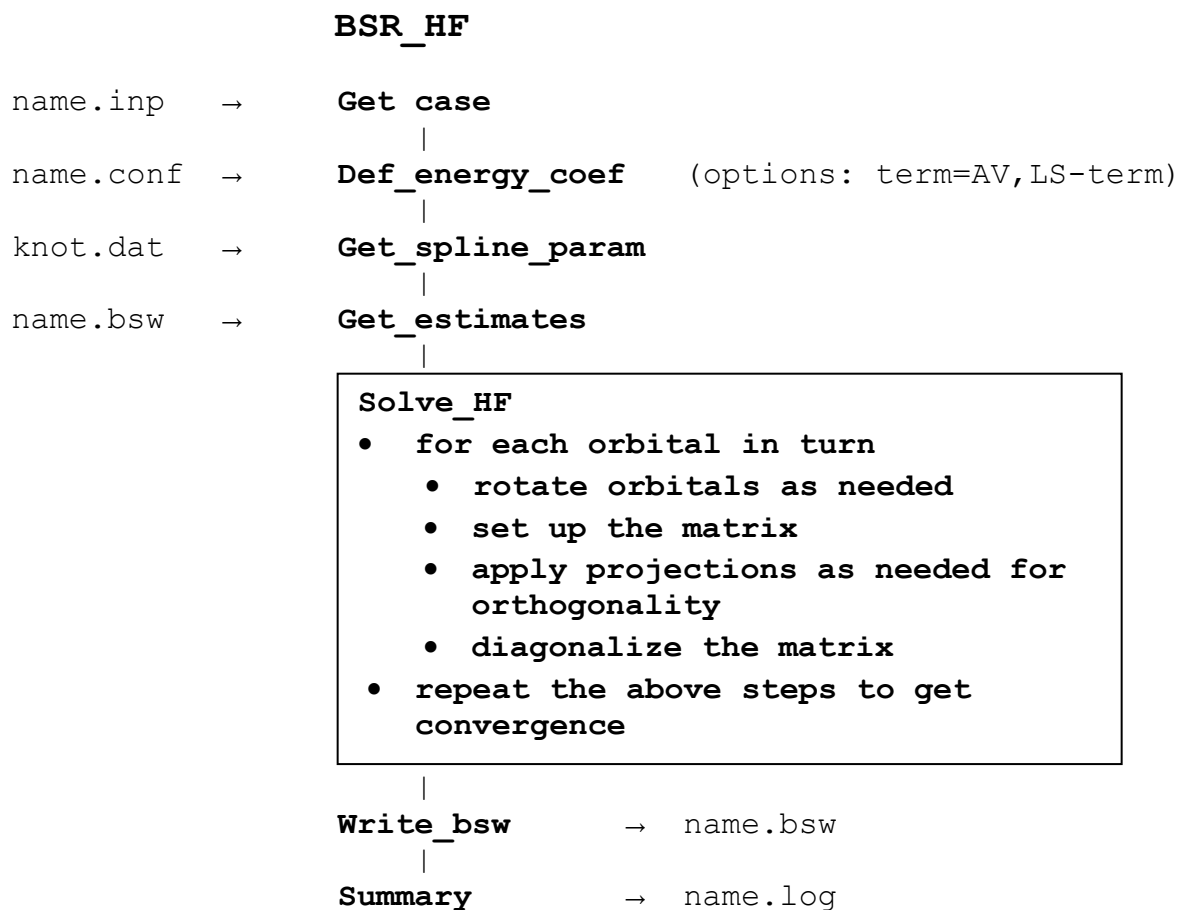 BSR_HF
name.inp → Get case
|
name.conf → Def_energy_coef (options: term=AV,LS-term)
|
knot.dat → Get_spline_param
|
name.bsw → Get_estimates
|
Solve_HF
• for each orbital in turn
• rotate orbitals as needed
• set up the matrix
• apply projections as needed for
orthogonality
• diagonalize the matrix
• repeat the above steps to get
convergence
|
Write_bsw → name.bsw
|
Summary → name.log